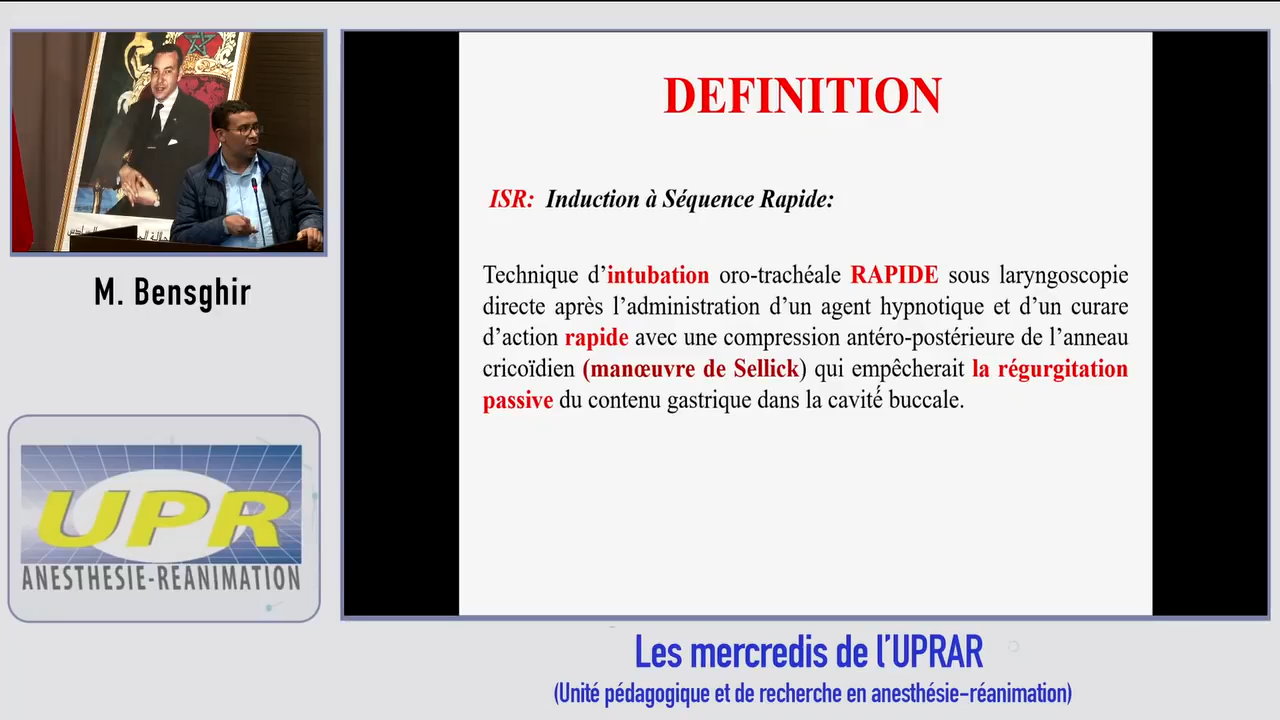 M. Bensghir
UPR
ANESTHESIE-REANIMATION
DEFINITION
ISR: Induction à Séquence Rapide:
Technique d’intubation oro-trachéale RAPIDE sous laryngoscopie
directe après l’administration d’un agent hypnotique et d’un curare
d’action rapide avec une compression antéro-postérieure de l’anneau
cricoïdien (manœuvre de Sellick) qui empêcherait la régurgitation
passive du contenu gastrique dans la cavité buccale.
Les mercredis de l’UPRAR
(Unité pédagogique et de recherche en anesthésie-réanimation)